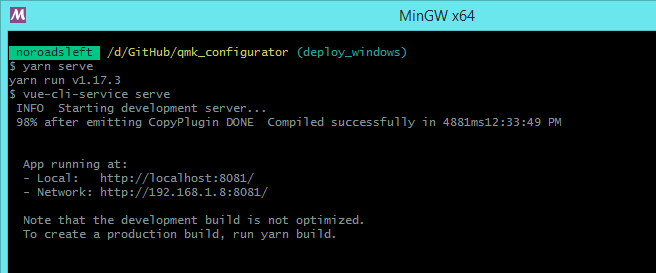 MinGW x64
noroadsleft /d/GitHub/qmk_configurator (deploy_windows)
$ yarn serve
yarn run v1.17.3
$ vue-cli-service serve
INFO  Starting development server...
98% after emitting CopyPlugin DONE  Compiled successfully in 4881ms12:33:49 PM
App running at:
- Local:   http://localhost:8081/
- Network: http://192.168.1.8:8081/
Note that the development build is not optimized.
To create a production build, run yarn build.